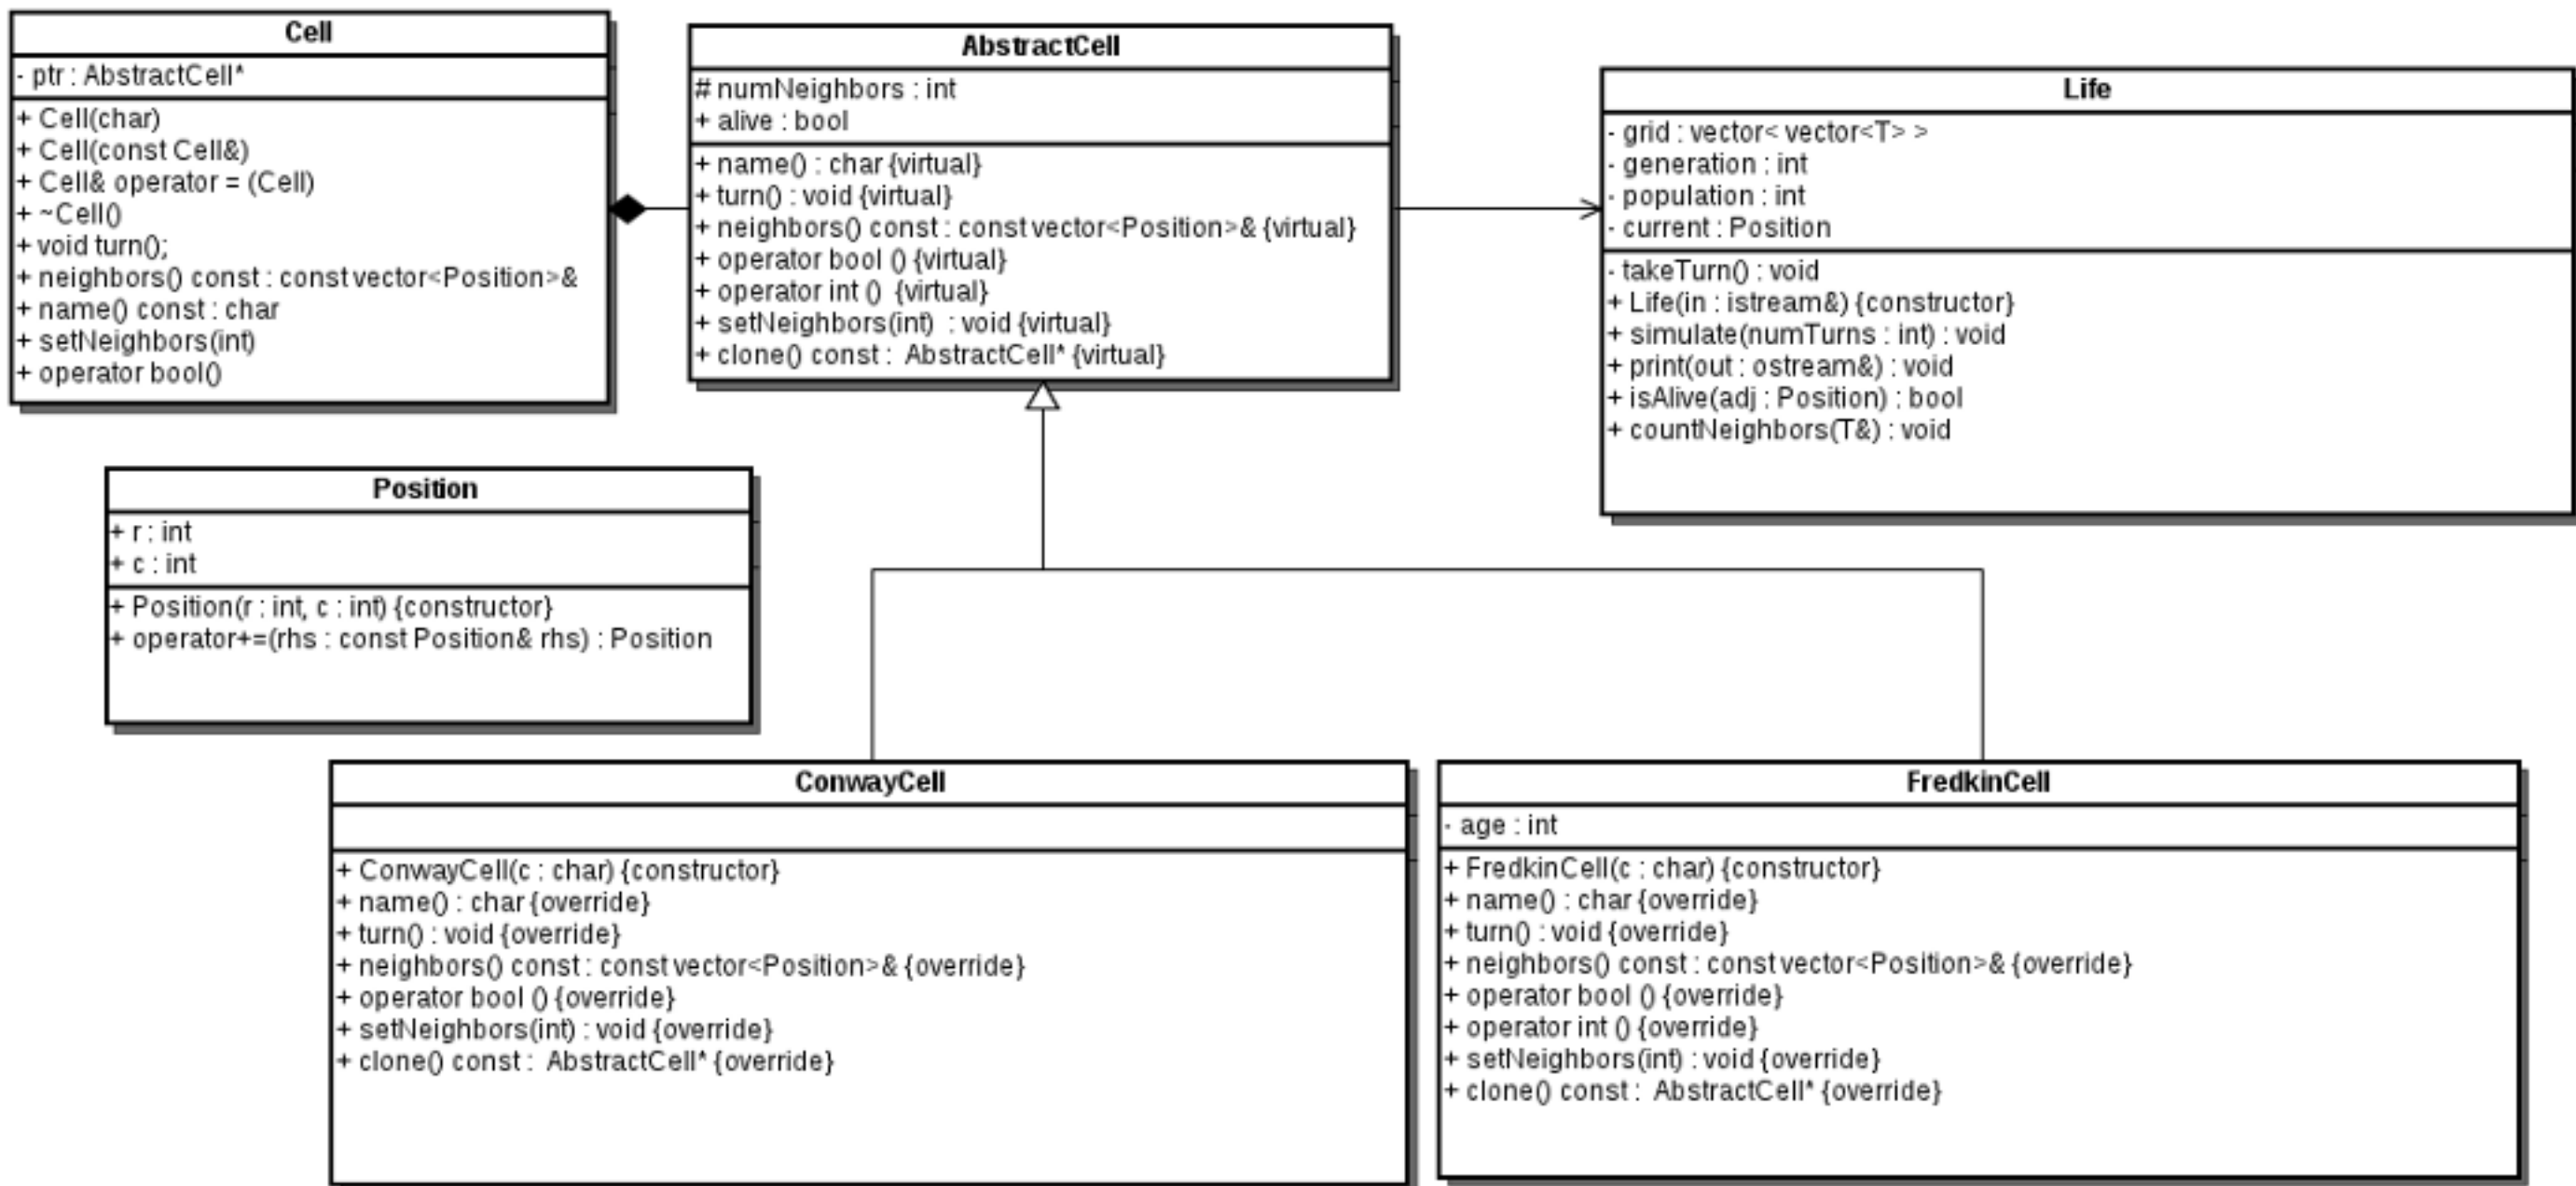 Cell
- ptr : AbstractCell*
+ Cell(char)
+ Cell(const Cell&)
+ Cell& operator = (Cell)
+ ~Cell()
+ void turn();
+ neighbors() const : const vector<Position>&
+ name() const : char
+ setNeighbors(int)
+ operator bool()
AbstractCell
# numNeighbors : int
+ alive : bool
+ name() : char {virtual}
+ turn() : void {virtual}
+ neighbors() const : const vector<Position>& {virtual}
+ operator bool () {virtual}
+ operator int () {virtual}
+ setNeighbors(int) : void {virtual}
+ clone() const : AbstractCell* {virtual}
Life
- grid : vector< vector<T> >
- generation : int
- population : int
- current : Position
- takeTurn() : void
+ Life(in : istream&) {constructor}
+ simulate(numTurns : int) : void
+ print(out : ostream&) : void
+ isAlive(adj : Position) : bool
+ countNeighbors(T&) : void
Position
+ r : int
+ c : int
+ Position(r : int, c : int) {constructor}
+ operator+=(rhs : const Position& rhs) : Position
ConwayCell
+ ConwayCell(c : char) {constructor}
+ name() : char {override}
+ turn() : void {override}
+ neighbors() const : const vector<Position>& {override}
+ operator bool () {override}
+ setNeighbors(int) : void {override}
+ clone() const : AbstractCell* {override}
FredkinCell
- age : int
+ FredkinCell(c : char) {constructor}
+ name() : char {override}
+ turn() : void {override}
+ neighbors() const : const vector<Position>& {override}
+ operator bool () {override}
+ operator int () {override}
+ setNeighbors(int) : void {override}
+ clone() const : AbstractCell* {override}